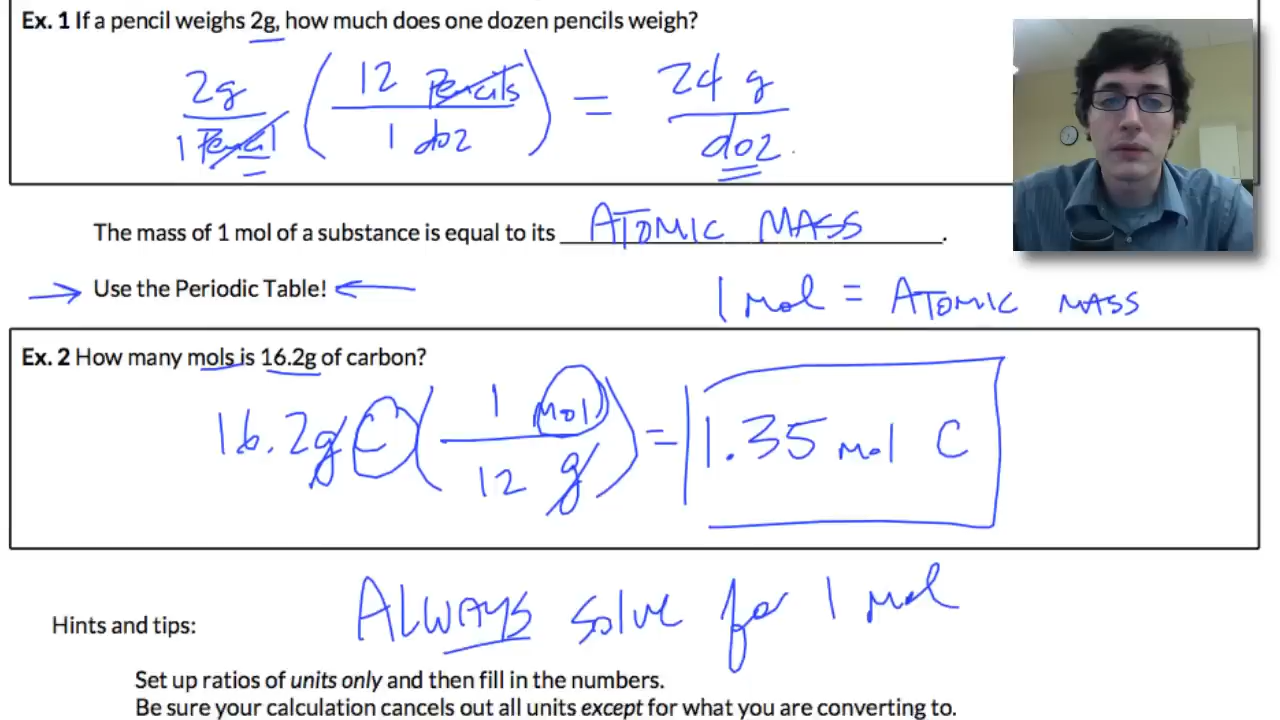 Ex. 1 If a pencil weighs 2g, how much does one dozen pencils weigh?
2g / 1 Pencil ( 12 Pencils / 1 doz ) = 24 g / doz
The mass of 1 mol of a substance is equal to its ATOMIC MASS.
→ Use the Periodic Table! ←
1 mol = ATOMIC MASS
Ex. 2 How many mols is 16.2g of carbon?
16.2g C ( 1 mol / 12 g ) = 1.35 mol C
ALWAYS solve for 1 mol
Hints and tips:
Set up ratios of units only and then fill in the numbers.
Be sure your calculation cancels out all units except for what you are converting to.